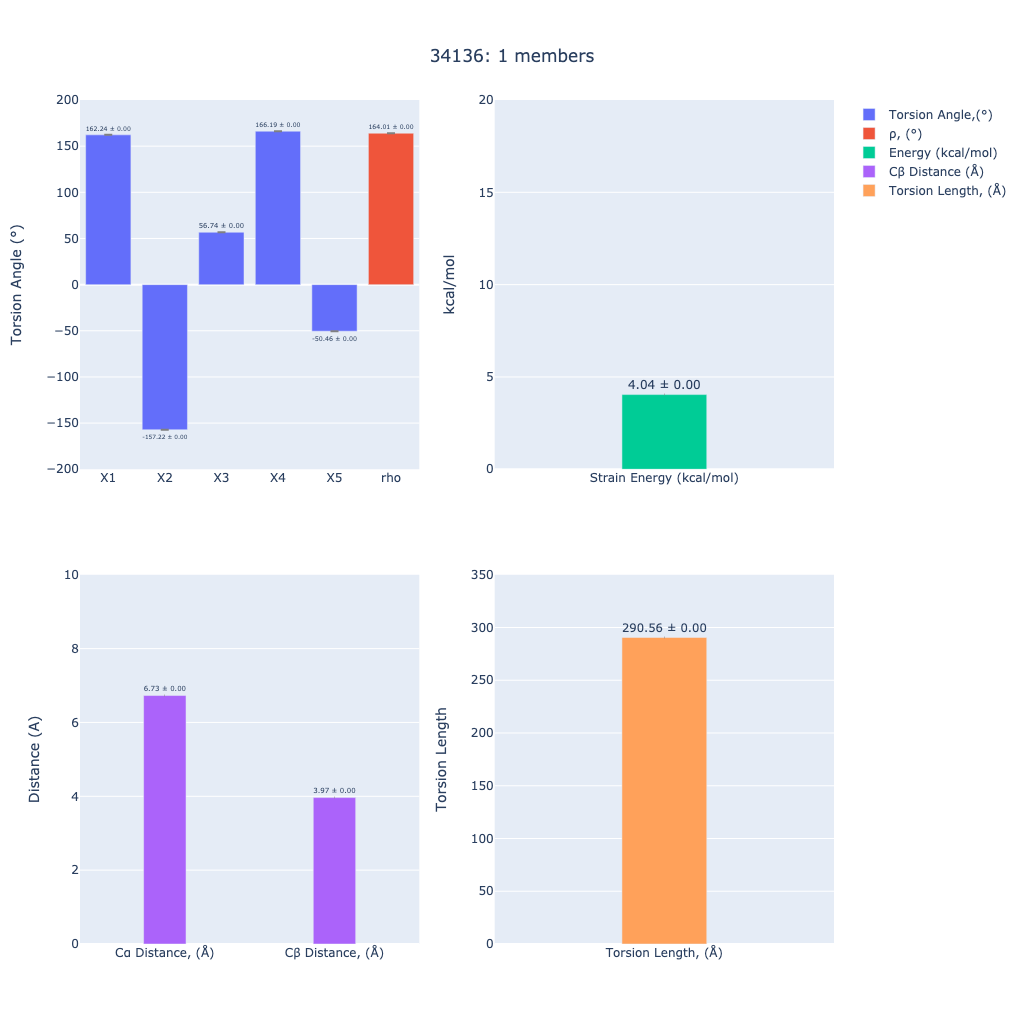 34136: 1 members
Torsion Angle (°)
200
150
100
50
0
−50
−100
−150
−200
162.24 ± 0.00
-157.22 ± 0.00
56.74 ± 0.00
166.19 ± 0.00
-50.46 ± 0.00
164.01 ± 0.00
X1 X2 X3 X4 X5 rho
kcal/mol
20
15
10
5
0
4.04 ± 0.00
Strain Energy (kcal/mol)
Torsion Angle,(°)
ρ, (°)
Energy (kcal/mol)
Cβ Distance (Å)
Torsion Length, (Å)
Distance (A)
10
8
6
4
2
0
6.73 ± 0.00
3.97 ± 0.00
Cα Distance, (Å) Cβ Distance, (Å)
Torsion Length
350
300
250
200
150
100
50
0
290.56 ± 0.00
Torsion Length, (Å)